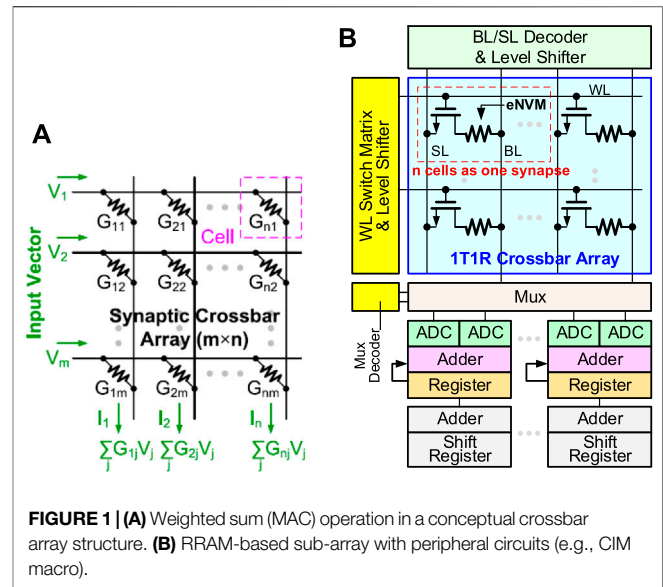 A
Input Vector
V1
V2
Vm
G11
G21
Gn1
Cell
G12
G22
Gn2
Synaptic Crossbar
Array (m×n)
G1m
G2m
Gnm
I1
I2
In
∑jG1jVj
∑jG2jVj
∑jGnjVj
B
BL/SL Decoder
& Level Shifter
WL Switch Matrix
& Level Shifter
WL
eNVM
SL
BL
n cells as one synapse
1T1R Crossbar Array
Mux
Mux
Decoder
ADC
ADC
ADC
ADC
Adder
Adder
Register
Register
Adder
Adder
Shift
Register
Shift
Register
FIGURE 1 | (A) Weighted sum (MAC) operation in a conceptual crossbar
array structure. (B) RRAM-based sub-array with peripheral circuits (e.g., CIM
macro).